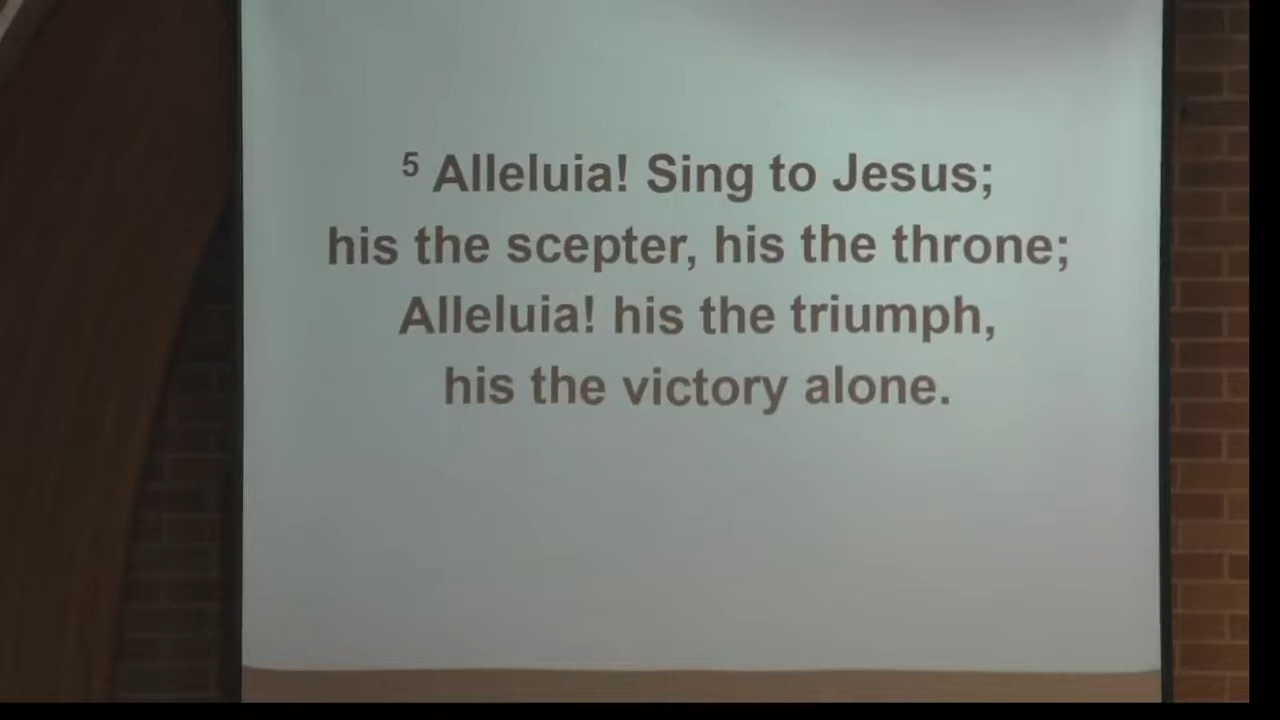 5 Alleluia! Sing to Jesus;
his the scepter, his the throne;
Alleluia! his the triumph,
his the victory alone.